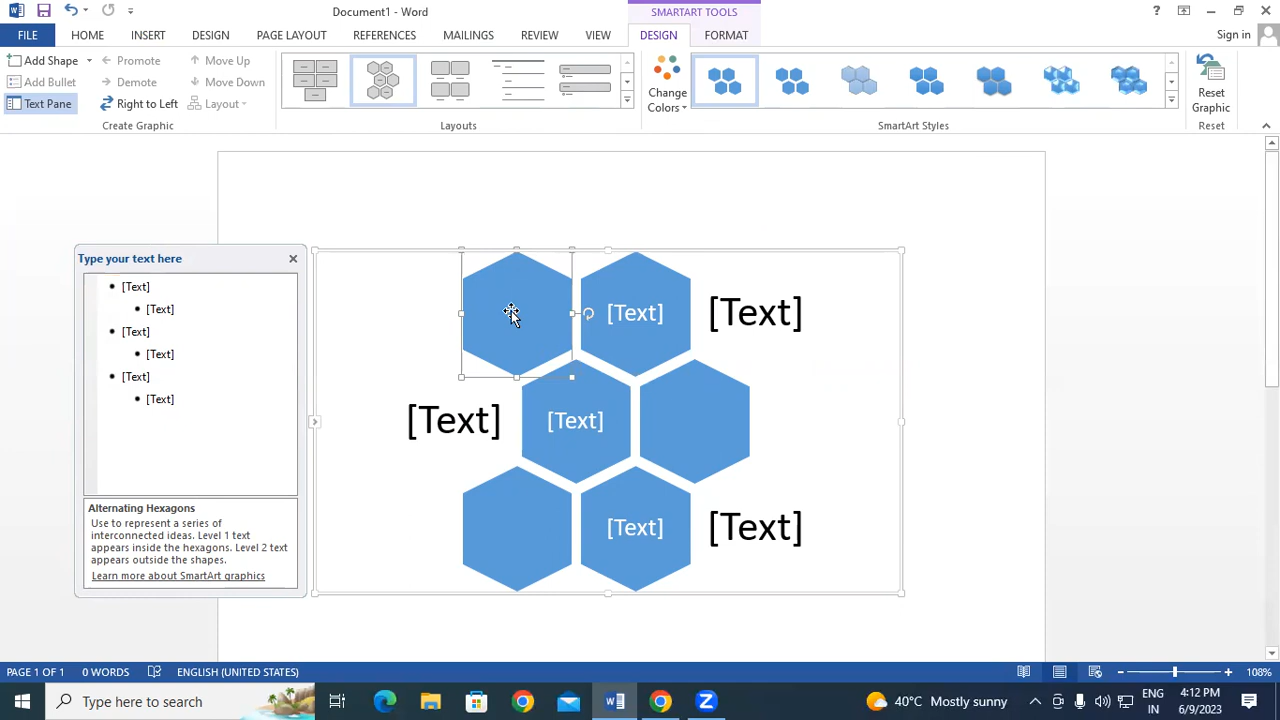 Document1 - Word
SMARTART TOOLS
?
FILE
HOME
INSERT
DESIGN
PAGE LAYOUT
REFERENCES
MAILINGS
REVIEW
VIEW
DESIGN
FORMAT
Sign in
Add Shape
Promote
Move Up
Add Bullet
Demote
Move Down
Text Pane
Right to Left
Layout
Create Graphic
Layouts
Change
Colors
SmartArt Styles
Reset
Graphic
Reset
Type your text here
[Text]
[Text]
[Text]
[Text]
[Text]
[Text]
Alternating Hexagons
Use to represent a series of
interconnected ideas. Level 1 text
appears inside the hexagons. Level 2 text
appears outside the shapes.
Learn more about SmartArt graphics
[Text] [Text]
[Text] [Text]
[Text] [Text]
PAGE 1 OF 1
0 WORDS
ENGLISH (UNITED STATES)
108%
Type here to search
40°C Mostly sunny
ENG
IN
4:12 PM
6/9/2023